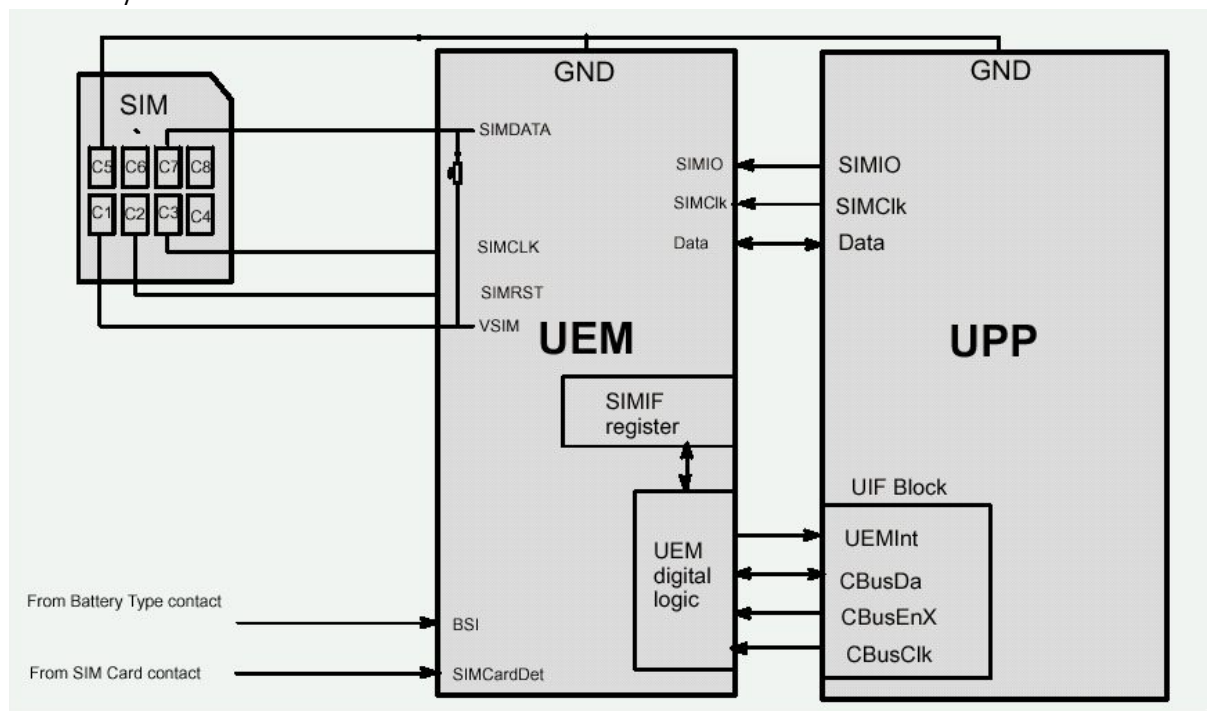 GND
GND
SIM
C5 C6 C7 C8
C1 C2 C3 C4
SIMDATA
SIMCLK
SIMRST
VSIM
SIMIO
SIMClk
Data
SIMIO
SIMClk
Data
UEM
UPP
SIMIF
register
UEM
digital
logic
UIF Block
UEMInt
CBusDa
CBusEnX
CBusClk
From Battery Type contact
BSI
From SIM Card contact
SIMCardDet